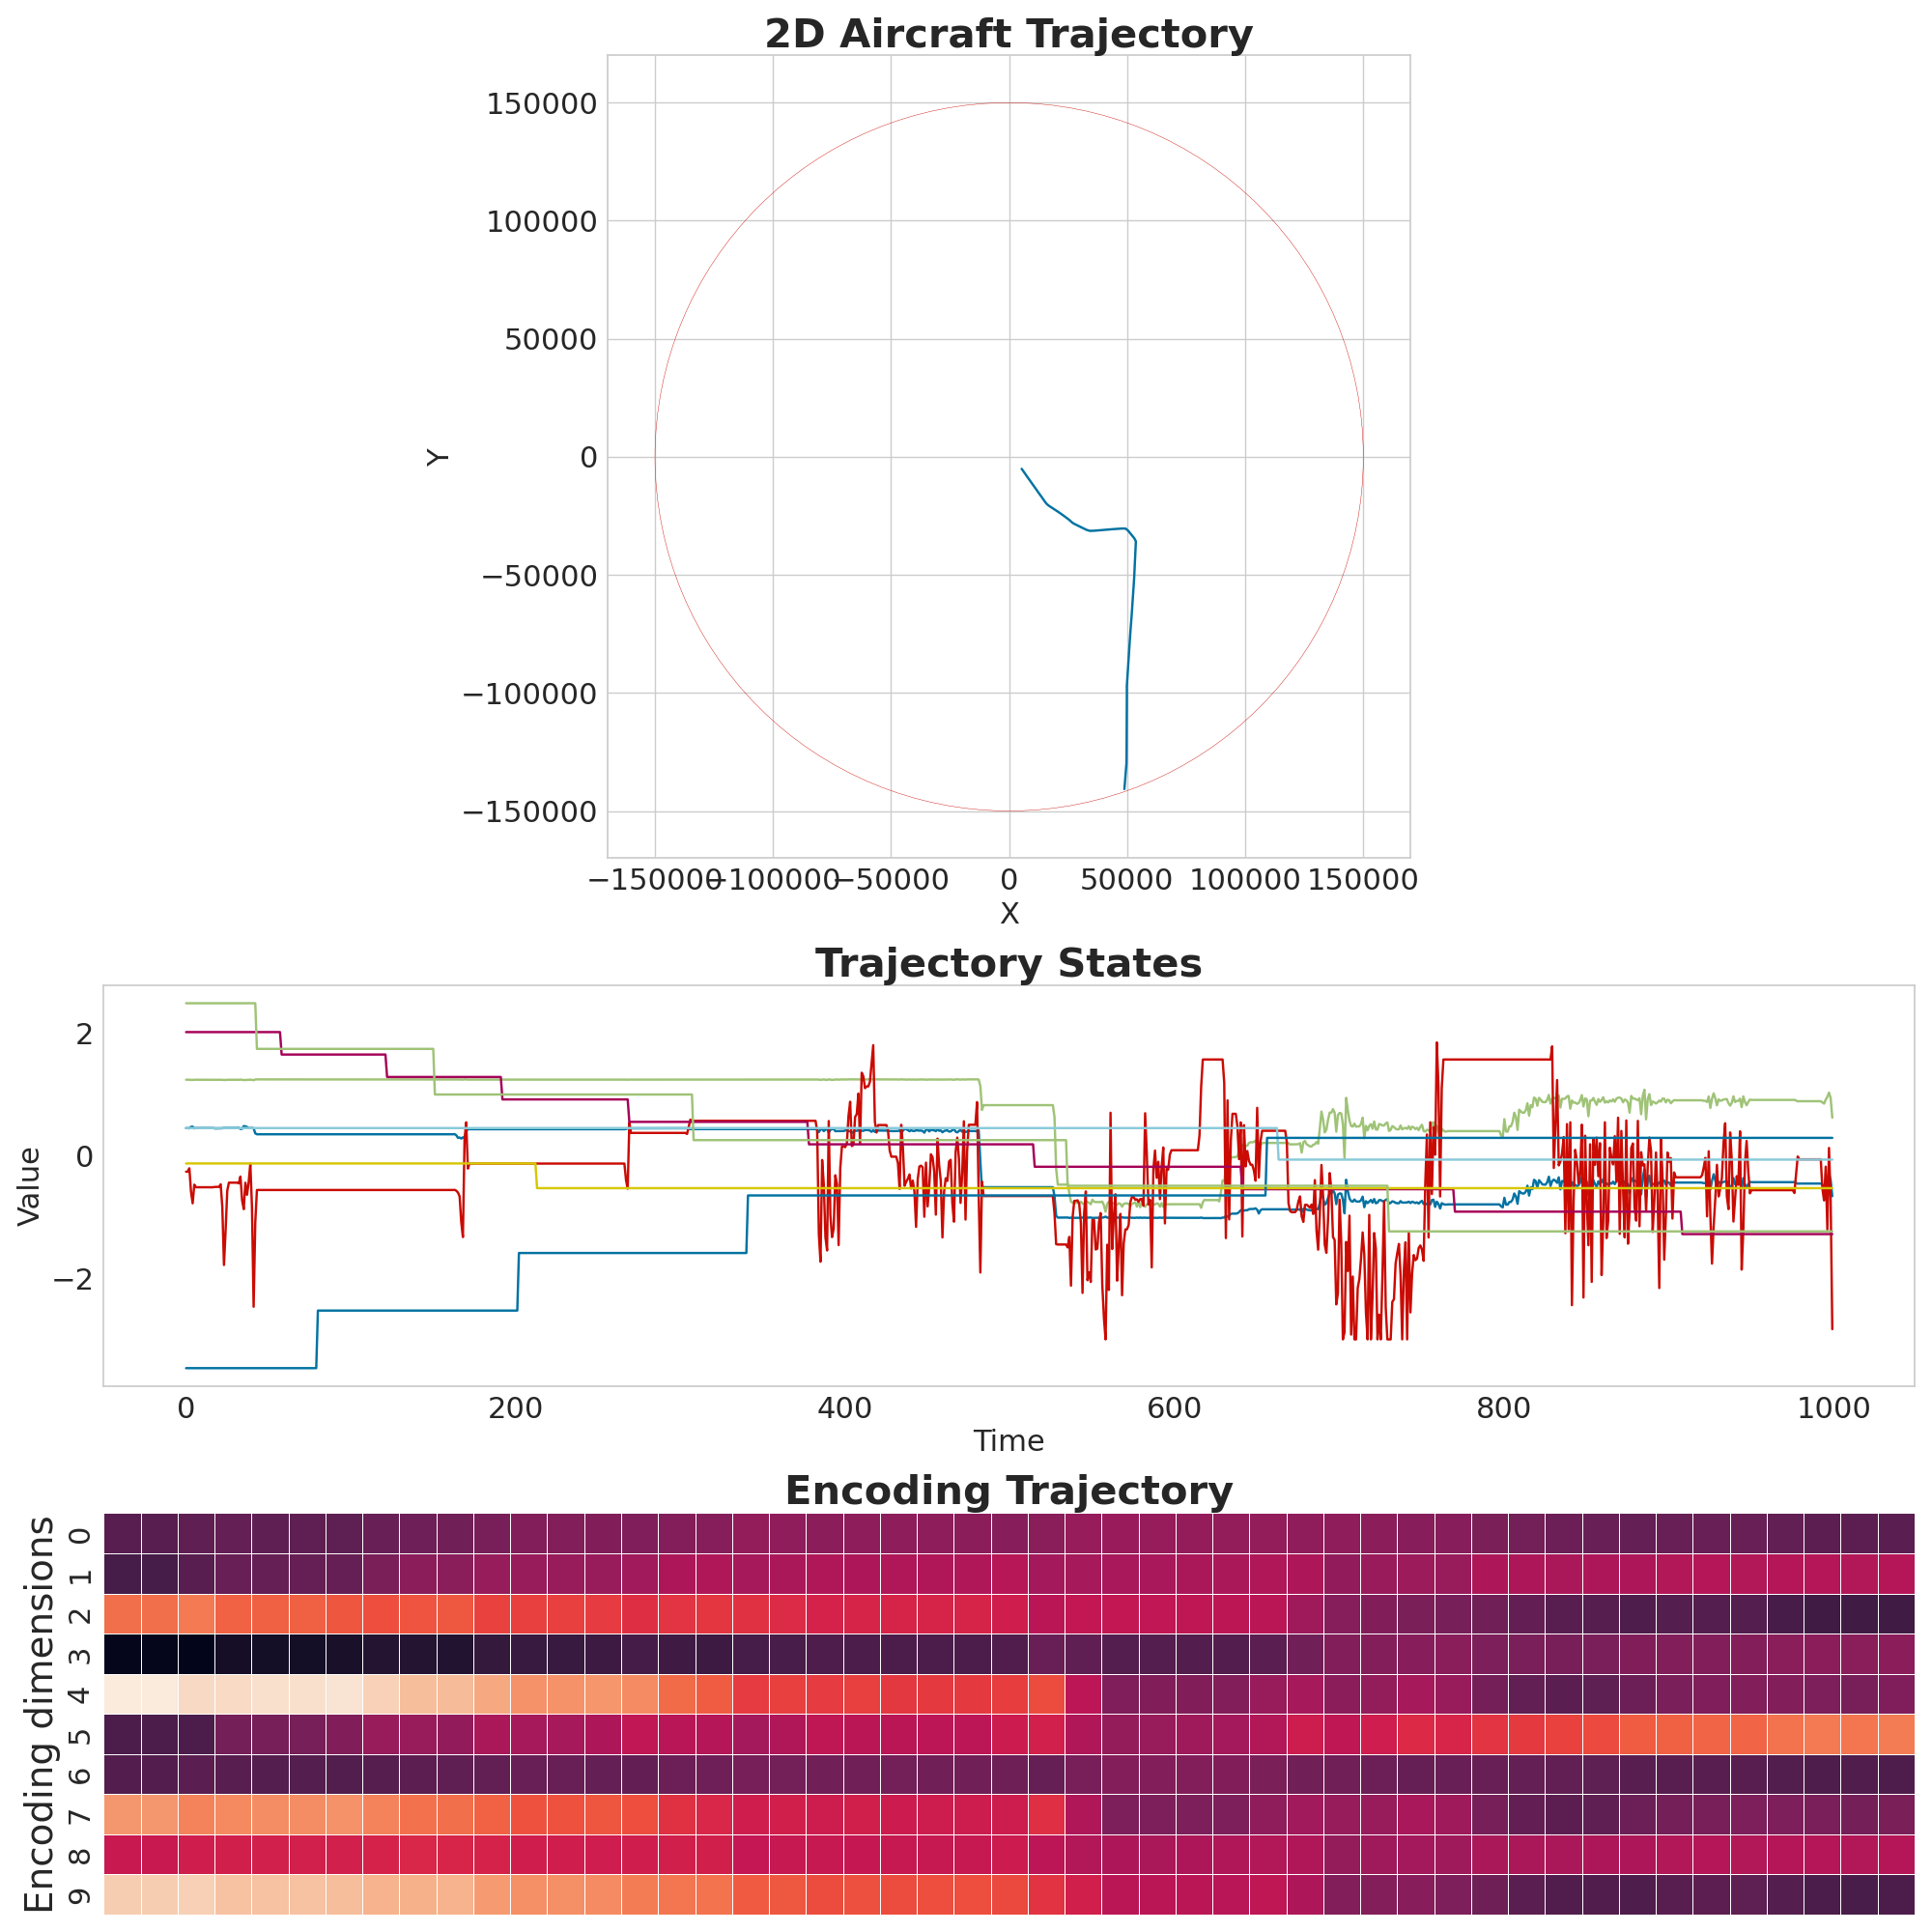 2D Aircraft Trajectory
150000
100000
50000
0
−50000
−100000
−150000
Y
−150000 −100000 −50000 0 50000 100000 150000
X
Trajectory States
2
0
−2
Value
0 200 400 600 800 1000
Time
Encoding Trajectory
Encoding dimensions
0
1
2
3
4
5
6
7
8
9